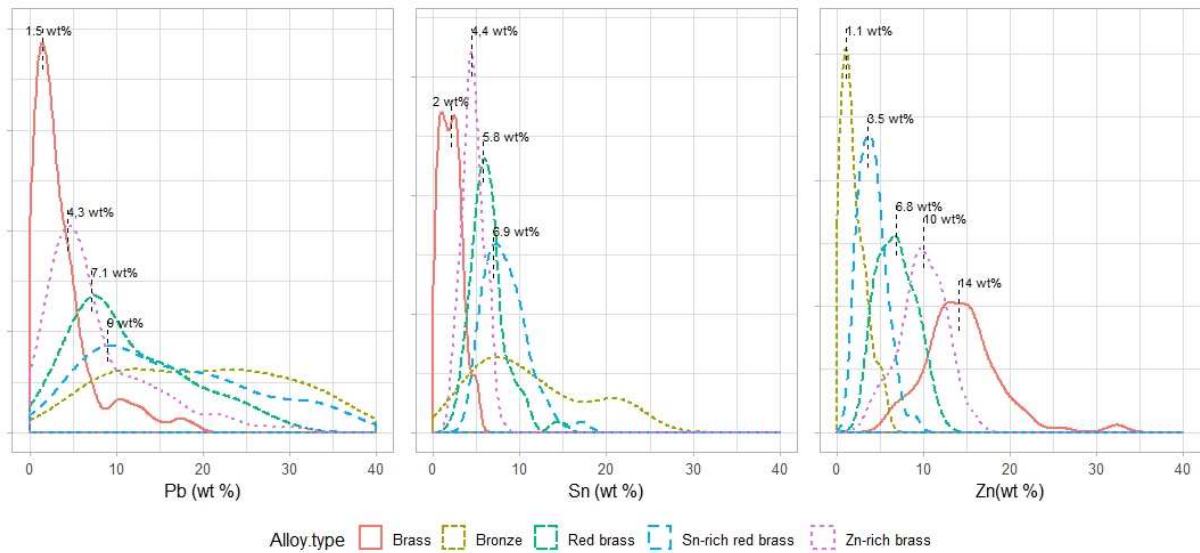 1.5 wt%
4,3 wt%
7.1 wt%
9 wt%
0 10 20 30 40
Pb (wt %)
4,4 wt%
2 wt%
5.8 wt%
6.9 wt%
0 10 20 30 40
Sn (wt %)
1.1 wt%
3.5 wt%
6.8 wt%
10 wt%
14 wt%
0 10 20 30 40
Zn(wt %)
Alloy.type Brass Bronze Red brass Sn-rich red brass Zn-rich brass